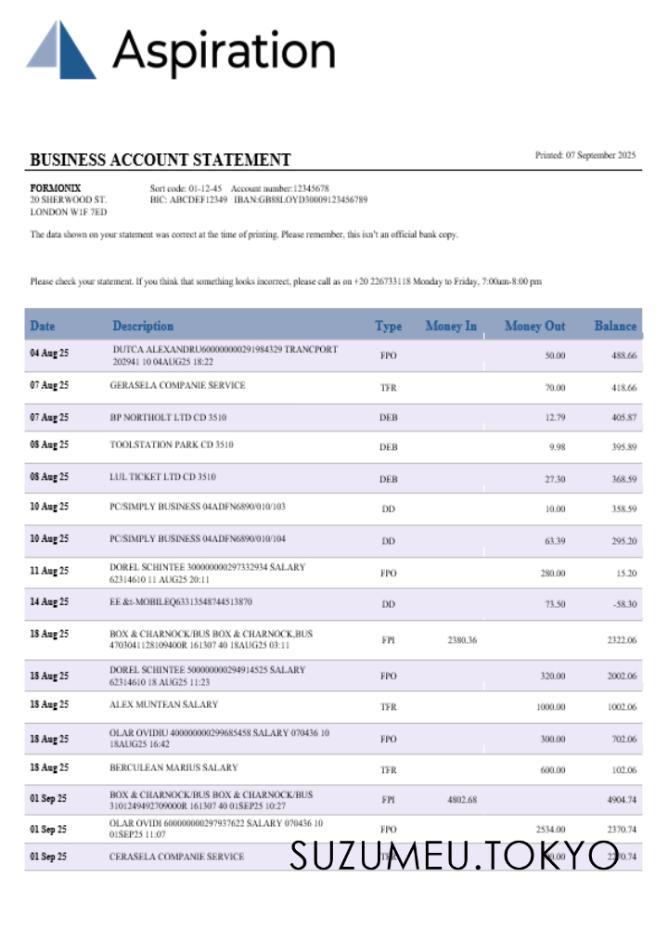 Aspiration
BUSINESS ACCOUNT STATEMENT
Printed: 07 September 2025
FORMONIX
Sort code: 01-12-45 Account number:12345678
20 SHERWOOD ST.
BIC: ABCDEF12349 IBAN:GB88LOYD30009123456789
LONDON W1F 7ED
The data shown on your statement was correct at the time of printing. Please remember, this isn't an official bank copy.
Please check your statement. If you think that something looks incorrect, please call as on +20 226733118 Monday to Friday, 7:00am-8:00 pm
Date Description Type Money In Money Out Balance
04 Aug 25 DUTCA ALEXANDRU600000000291984329 TRANCPORT
202941 10 04AUG25 18:22 FPO 50.00 488.66
07 Aug 25 GERASELA COMPANIE SERVICE TFR 70.00 418.66
07 Aug 25 BP NORTHOLT LTD CD 3510 DEB 12.79 405.87
08 Aug 25 TOOLSTATION PARK CD 3510 DEB 9.98 395.89
08 Aug 25 LUL TICKET LTD CD 3510 DEB 27.30 368.59
10 Aug 25 PC/SIMPLY BUSINESS 04ADFN6890/010/103 DD 10.00 358.59
10 Aug 25 PC/SIMPLY BUSINESS 04ADFN6890/010/104 DD 63.39 295.20
11 Aug 25 DOREL SCHINTEE 300000000297332934 SALARY
62314610 11 AUG25 20:11 FPO 280.00 15.20
14 Aug 25 EE &t-MOBILEQ63313548744513870 DD 73.50 -58.30
18 Aug 25 BOX & CHARNOCK/BUS BOX & CHARNOCK,BUS
4703041128109400R 161307 40 18AUG25 03:11 FPI 2380.36 2322.06
18 Aug 25 DOREL SCHINTEE 500000000294914525 SALARY
62314610 18 AUG25 11:23 FPO 320.00 2002.06
18 Aug 25 ALEX MUNTEAN SALARY TFR 1000.00 1002.06
18 Aug 25 OLAR OVIDIU 400000000299685458 SALARY 070436 10
18AUG25 16:42 FPO 300.00 702.06
18 Aug 25 BERCULEAN MARIUS SALARY TFR 600.00 102.06
01 Sep 25 BOX & CHARNOCK/BUS BOX & CHARNOCK/BUS
3101249492709000R 161307 40 01SEP25 10:27 FPI 4802.68 4904.74
01 Sep 25 OLAR OVIDI 600000000297937622 SALARY 070436 10
01SEP25 11:07 FPO 2534.00 2370.74
01 Sep 25 CERASELA COMPANIE SERVICE
SUZUMEU.TOKYO